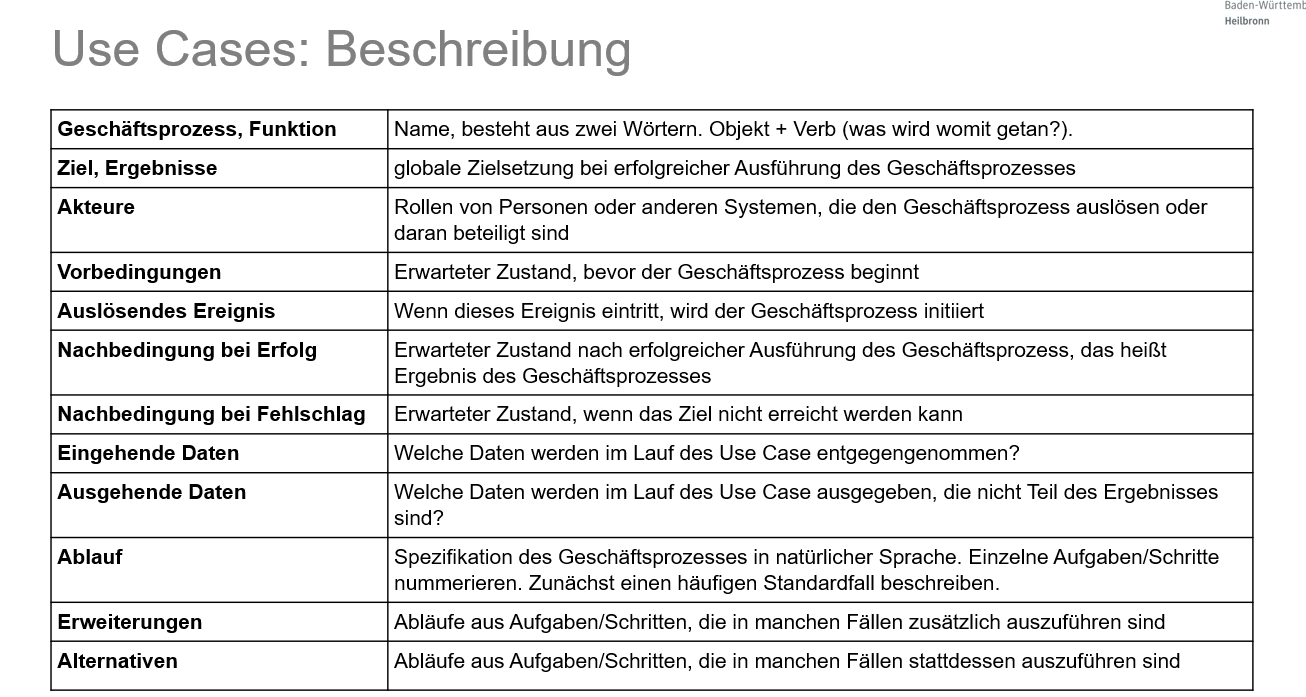 Baden-Württemb
Heilbronn
Use Cases: Beschreibung
Geschäftsprozess, Funktion
Name, besteht aus zwei Wörtern. Objekt + Verb (was wird womit getan?).
Ziel, Ergebnisse
globale Zielsetzung bei erfolgreicher Ausführung des Geschäftsprozesses
Akteure
Rollen von Personen oder anderen Systemen, die den Geschäftsprozess auslösen oder
daran beteiligt sind
Vorbedingungen
Erwarteter Zustand, bevor der Geschäftsprozess beginnt
Auslösendes Ereignis
Wenn dieses Ereignis eintritt, wird der Geschäftsprozess initiiert
Nachbedingung bei Erfolg
Erwarteter Zustand nach erfolgreicher Ausführung des Geschäftsprozess, das heißt
Ergebnis des Geschäftsprozesses
Nachbedingung bei Fehlschlag
Erwarteter Zustand, wenn das Ziel nicht erreicht werden kann
Eingehende Daten
Welche Daten werden im Lauf des Use Case entgegengenommen?
Ausgehende Daten
Welche Daten werden im Lauf des Use Case ausgegeben, die nicht Teil des Ergebnisses
sind?
Ablauf
Spezifikation des Geschäftsprozesses in natürlicher Sprache. Einzelne Aufgaben/Schritte
nummerieren. Zunächst einen häufigen Standardfall beschreiben.
Erweiterungen
Abläufe aus Aufgaben/Schritten, die in manchen Fällen zusätzlich auszuführen sind
Alternativen
Abläufe aus Aufgaben/Schritten, die in manchen Fällen stattdessen auszuführen sind